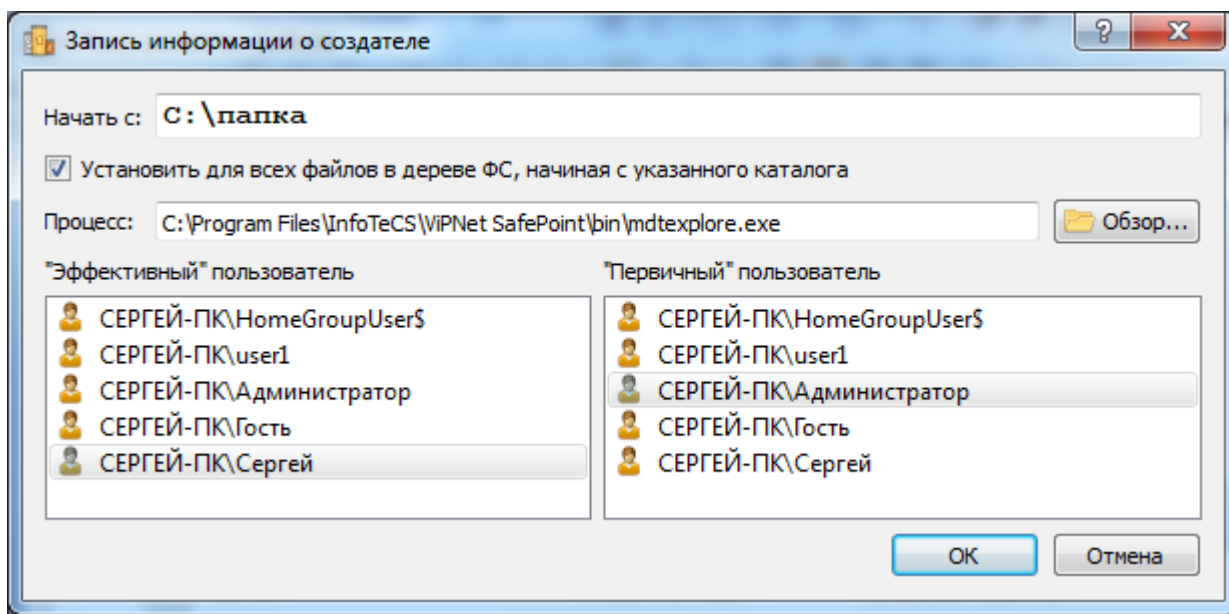 Запись информации о создателе
Начать с: C:\папка
Установить для всех файлов в дереве ФС, начиная с указанного каталога
Процесс: C:\Program Files\InfoTeCS\ViPNet SafePoint\bin\mdtexplore.exe Обзор...
"Эффективный" пользователь "Первичный" пользователь
СЕРГЕЙ-ПК\HomeGroupUser$ СЕРГЕЙ-ПК\HomeGroupUser$
СЕРГЕЙ-ПК\user1 СЕРГЕЙ-ПК\user1
СЕРГЕЙ-ПК\Администратор СЕРГЕЙ-ПК\Администратор
СЕРГЕЙ-ПК\Гость СЕРГЕЙ-ПК\Гость
СЕРГЕЙ-ПК\Сергей СЕРГЕЙ-ПК\Сергей
OK Отмена